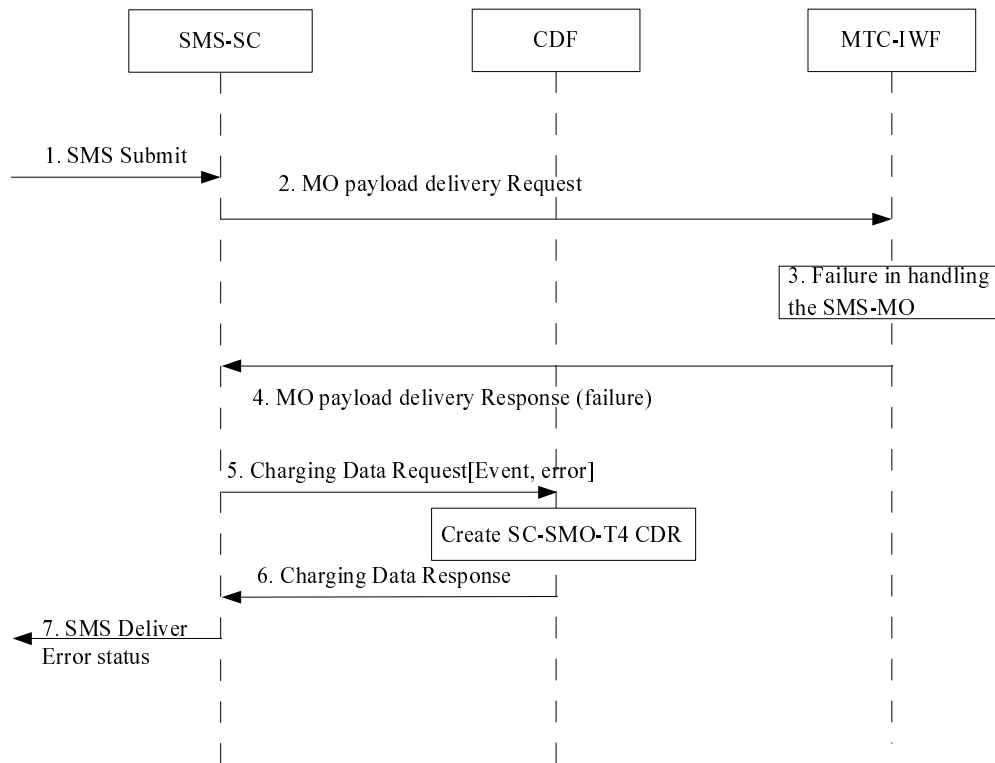 SMS-SC
CDF
MTC-IWF
1. SMS Submit
2. MO payload delivery Request
3. Failure in handling
the SMS-MO
4. MO payload delivery Response (failure)
5. Charging Data Request[Event, error]
Create SC-SMO-T4 CDR
6. Charging Data Response
7. SMS Deliver
Error status